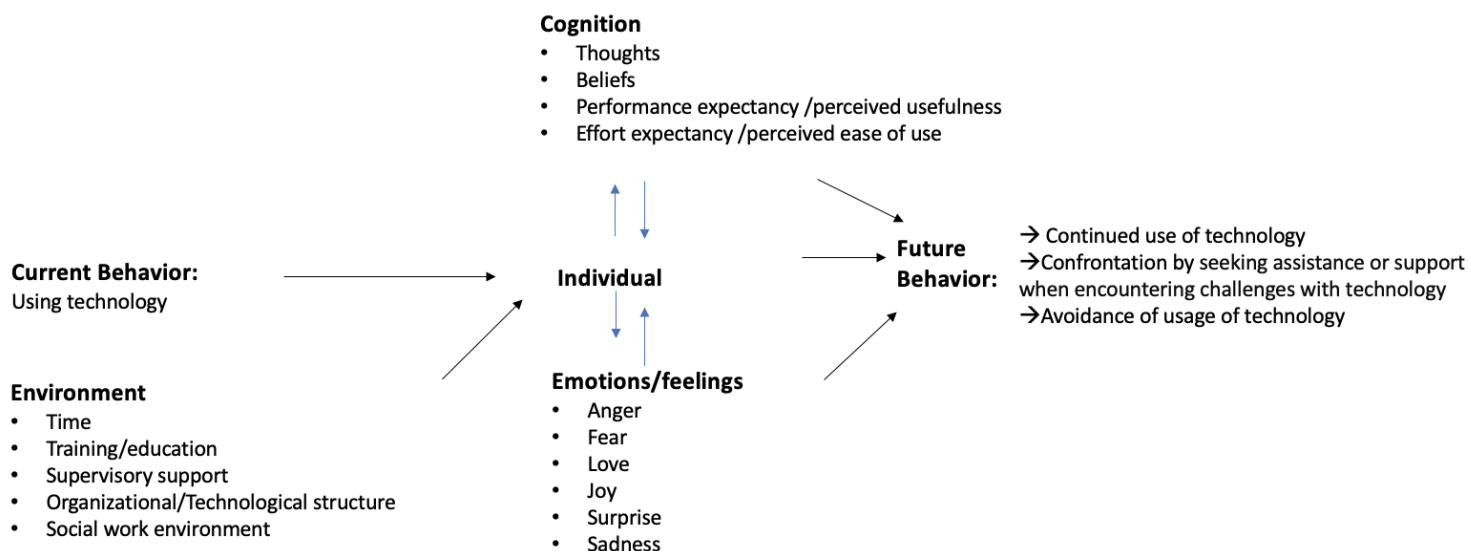 Cognition
• Thoughts
• Beliefs
• Performance expectancy /perceived usefulness
• Effort expectancy /perceived ease of use
Current Behavior:
Using technology
Individual
Future
Behavior:
→ Continued use of technology
→Confrontation by seeking assistance or support
when encountering challenges with technology
→Avoidance of usage of technology
Environment
• Time
• Training/education
• Supervisory support
• Organizational/Technological structure
• Social work environment
Emotions/feelings
• Anger
• Fear
• Love
• Joy
• Surprise
• Sadness